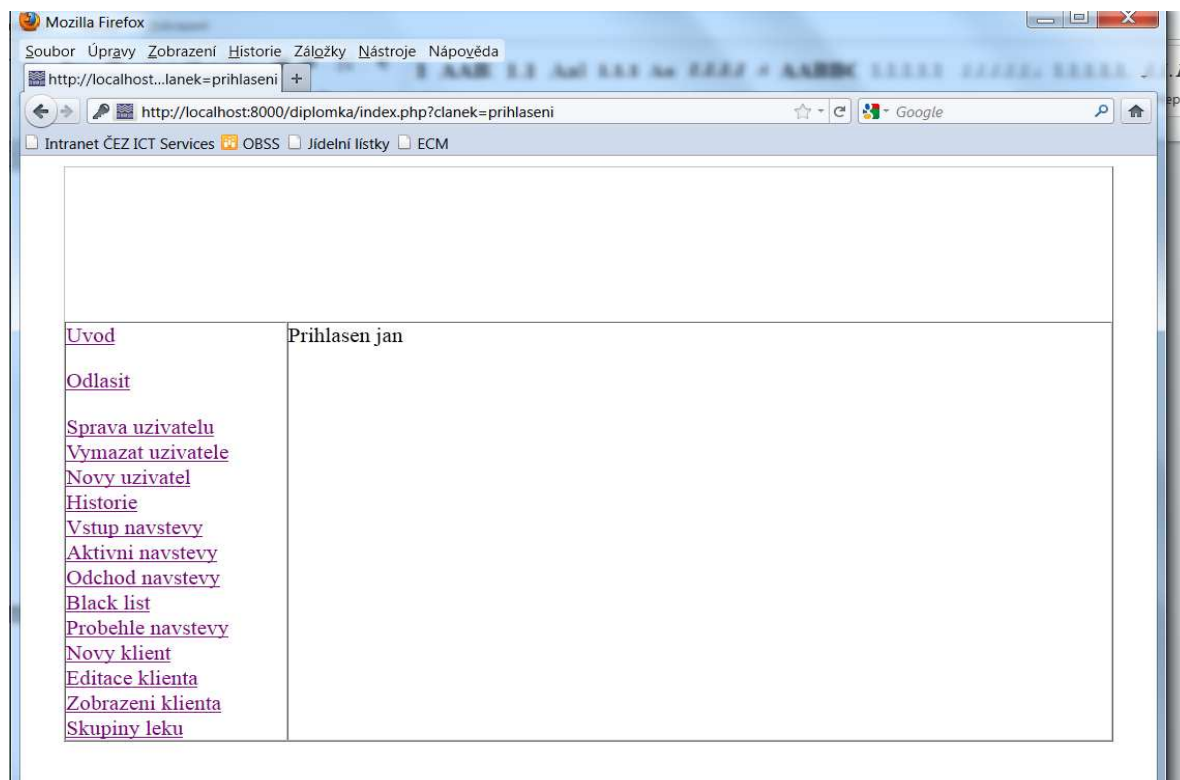 Mozilla Firefox
Soubor Úpravy Zobrazení Historie Záložky Nástroje Nápověda
http://localhost...lanek=prihlaseni +
http://localhost:8000/diplomka/index.php?clanek=prihlaseni Google
Intranet ČEZ ICT Services OBSS Jídelní lístky ECM
Uvod Prihlasen jan
Odlasit
Sprava uzivatelu
Vymazat uzivatele
Novy uzivatel
Historie
Vstup navstevy
Aktivni navstevy
Odchod navstevy
Black list
Probehle navstevy
Novy klient
Editace klienta
Zobrazeni klienta
Skupiny leku